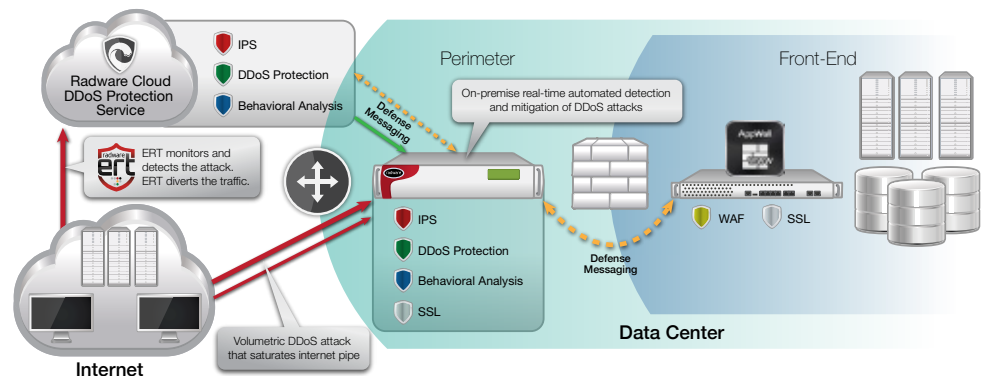 Radware Cloud
DDoS Protection
Service
IPS
DDoS Protection
Behavioral Analysis
Perimeter
Front-End
On-premise real-time automated detection
and mitigation of DDoS attacks
Defense
Messaging
radware
ert
ERT monitors and
detects the attack.
ERT diverts the traffic.
radware
IPS
DDoS Protection
Behavioral Analysis
SSL
AppWall
WAF
SSL
Defense
Messaging
Volumetric DDoS attack
that saturates internet pipe
Data Center
Internet